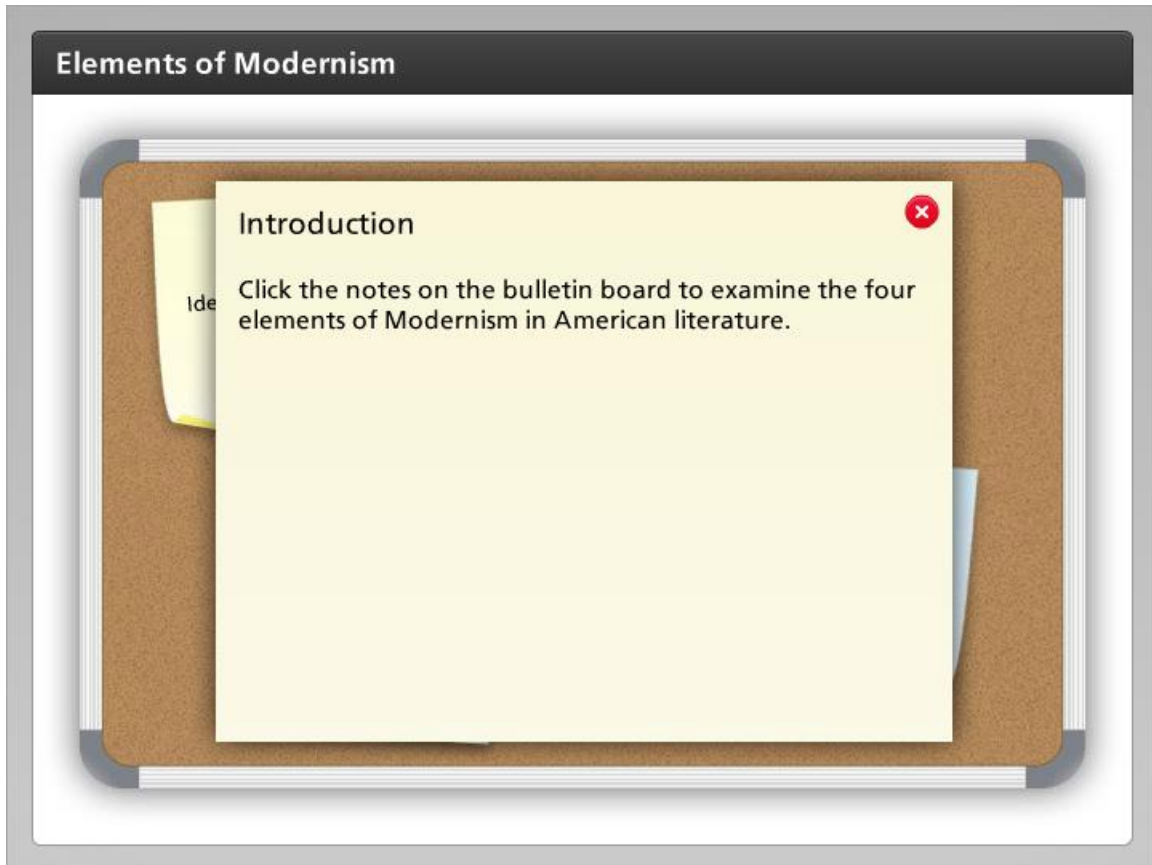 Elements of Modernism
Introduction
Click the notes on the bulletin board to examine the four
elements of Modernism in American literature.